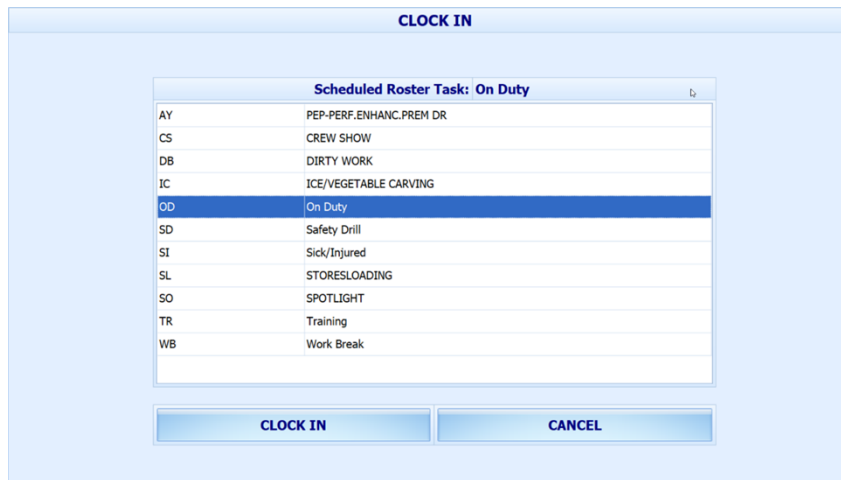 CLOCK IN
Scheduled Roster Task: On Duty
AY PEP-PERF.ENHANC.PREM DR
CS CREW SHOW
DB DIRTY WORK
IC ICE/VEGETABLE CARVING
OD On Duty
SD Safety Drill
SI Sick/Injured
SL STORESLOADING
SO SPOTLIGHT
TR Training
WB Work Break
CLOCK IN CANCEL